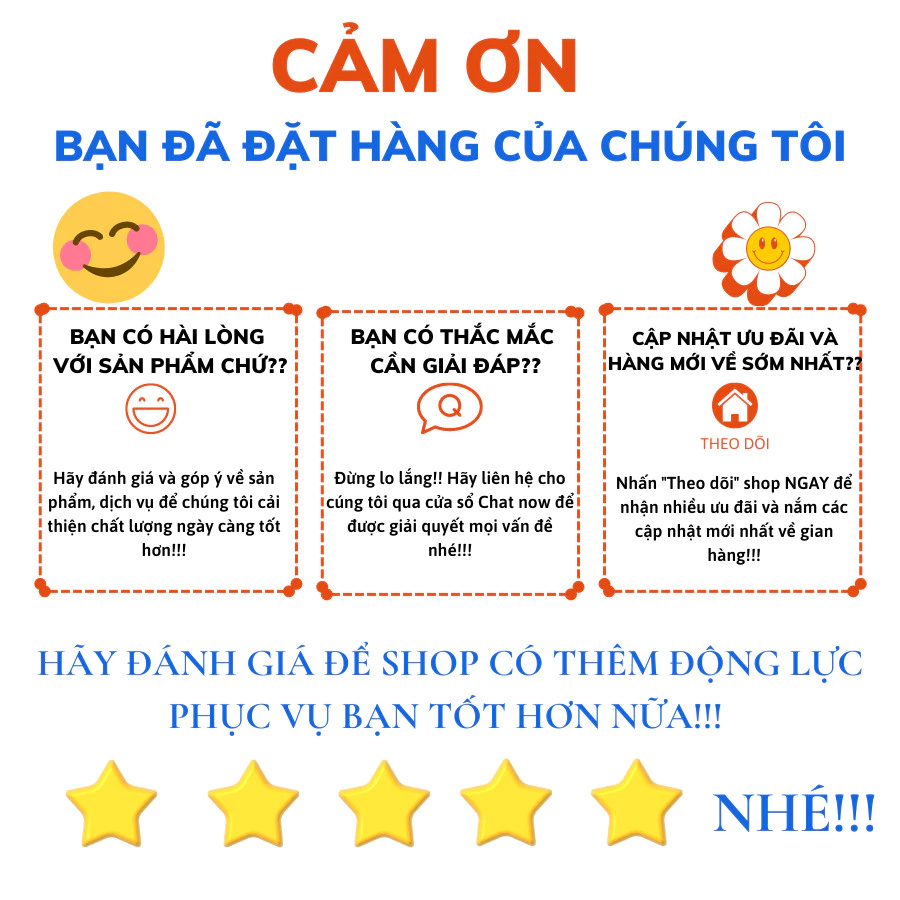 CẢM ƠN
BẠN ĐÃ ĐẶT HÀNG CỦA CHÚNG TÔI
BẠN CÓ HÀI LÒNG
VỚI SẢN PHẨM CHỨ??
Hãy đánh giá và góp ý về sản
phẩm, dịch vụ để chúng tôi cải
thiện chất lượng ngày càng tốt
hơn!!!
BẠN CÓ THẮC MẮC
CẦN GIẢI ĐÁP??
Q
Đừng lo lắng!! Hãy liên hệ cho
cúng tôi qua cửa sổ Chat now để
được giải quyết mọi vấn đề
nhé!!!
CẬP NHẬT ƯU ĐÃI VÀ
HÀNG MỚI VỀ SỚM NHẤT??
THEO DÕI
Nhấn "Theo dõi" shop NGAY để
nhận nhiều ưu đãi và nắm các
cập nhật mới nhất về gian
hàng!!!
HÃY ĐÁNH GIÁ ĐỂ SHOP CÓ THÊM ĐỘNG LỰC
PHỤC VỤ BẠN TỐT HƠN NỮA!!!
NHÉ!!!